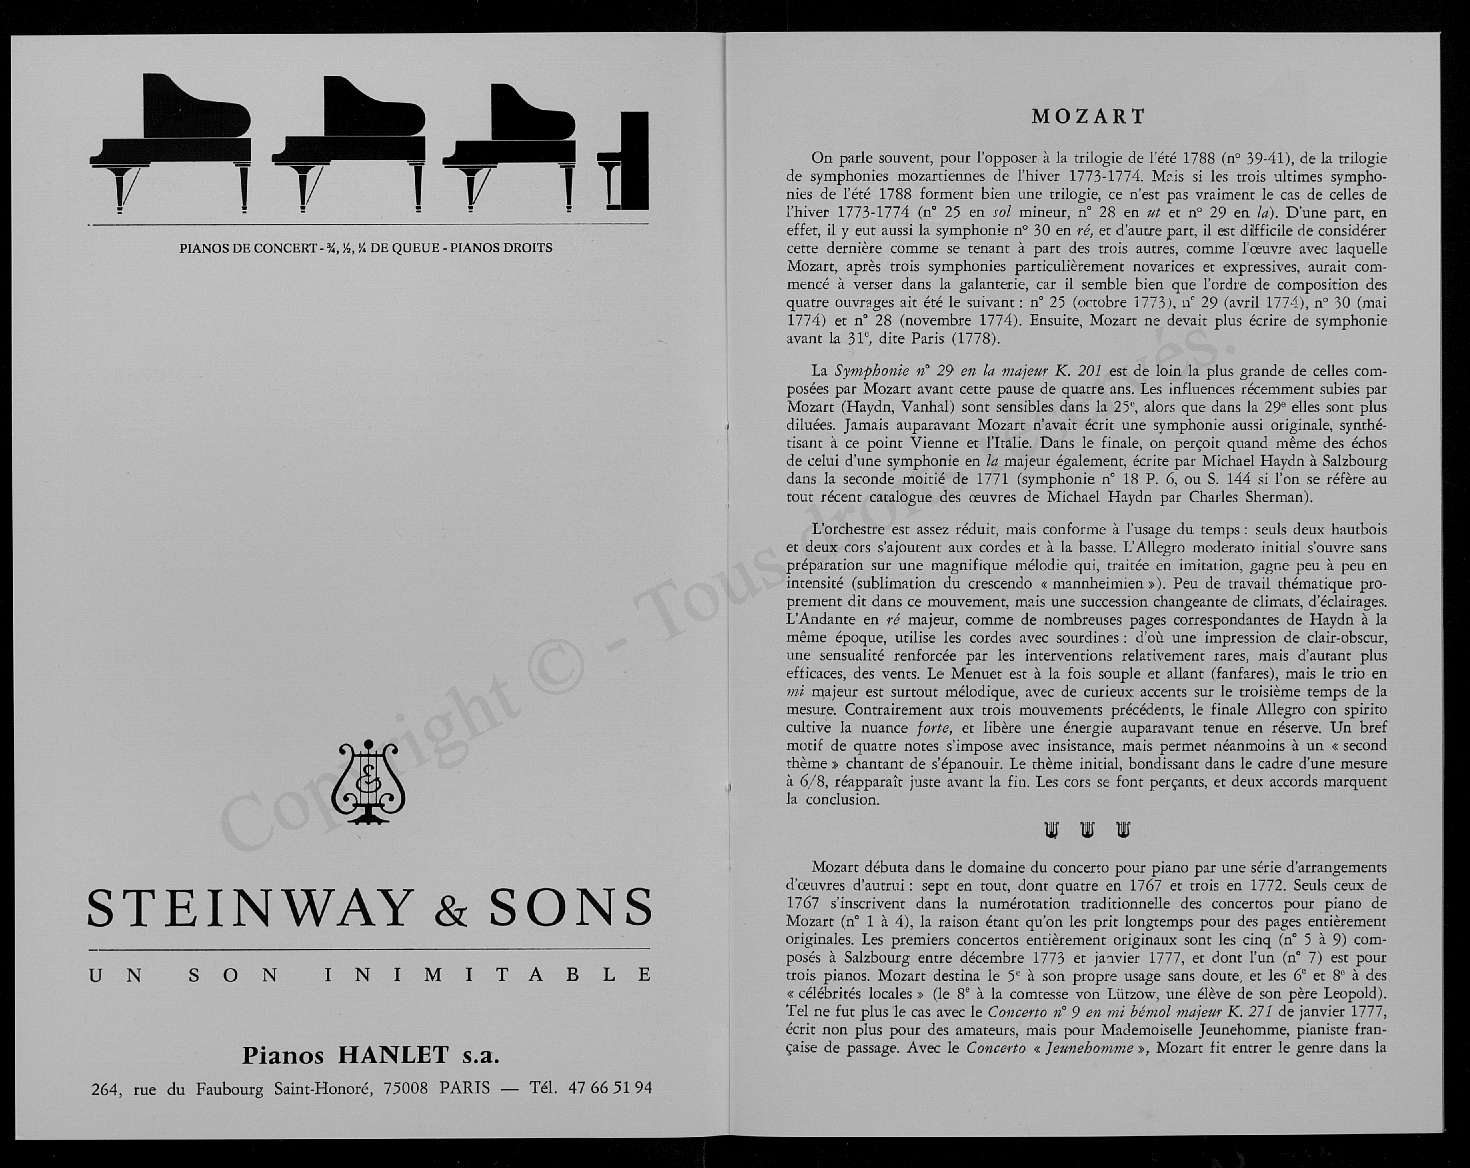 PIANOS DE CONCERT - ¾, ½, ¼ DE QUEUE - PIANOS DROITS
&
STEINWAY & SONS
UN SON INIMITABLE
Pianos HANLET s.a.
264, rue du Faubourg Saint-Honoré, 75008 PARIS — Tél. 47 66 51 94
Copyright © - Tous droits réservés.
MOZART
On parle souvent, pour l'opposer à la trilogie de l'été 1788 (n° 39-41), de la trilogie
de symphonies mozartiennes de l'hiver 1773-1774. Mais si les trois ultimes sympho-
nies de l'été 1788 forment bien une trilogie, ce n'est pas vraiment le cas de celles de
l'hiver 1773-1774 (n° 25 en sol mineur, n° 28 en ut et n° 29 en la). D'une part, en
effet, il y eut aussi la symphonie n° 30 en ré, et d'autre part, il est difficile de considérer
cette dernière comme se tenant à part des trois autres, comme l'œuvre avec laquelle
Mozart, après trois symphonies particulièrement novarices et expressives, aurait com-
mencé à verser dans la galanterie, car il semble bien que l'ordre de composition des
quatre ouvrages ait été le suivant : n° 25 (octobre 1773), n° 29 (avril 1774), n° 30 (mai
1774) et n° 28 (novembre 1774). Ensuite, Mozart ne devait plus écrire de symphonie
avant la 31e, dite Paris (1778).
La Symphonie n° 29 en la majeur K. 201 est de loin la plus grande de celles com-
posées par Mozart avant cette pause de quatre ans. Les influences récemment subies par
Mozart (Haydn, Vanhal) sont sensibles dans la 25e, alors que dans la 29e elles sont plus
diluées. Jamais auparavant Mozart n'avait écrit une symphonie aussi originale, synthé-
tisant à ce point Vienne et l'Italie. Dans le finale, on perçoit quand même des échos
de celui d'une symphonie en la majeur également, écrite par Michael Haydn à Salzbourg
dans la seconde moitié de 1771 (symphonie n° 18 P. 6, ou S. 144 si l'on se réfère au
tout récent catalogue des œuvres de Michael Haydn par Charles Sherman).
L'orchestre est assez réduit, mais conforme à l'usage du temps : seuls deux hautbois
et deux cors s'ajoutent aux cordes et à la basse. L'Allegro moderato initial s'ouvre sans
préparation sur une magnifique mélodie qui, traitée en imitation, gagne peu à peu en
intensité (sublimation du crescendo « mannheimien »). Peu de travail thématique pro-
prement dit dans ce mouvement, mais une succession changeante de climats, d'éclairages.
L'Andante en ré majeur, comme de nombreuses pages correspondantes de Haydn à la
même époque, utilise les cordes avec sourdines : d'où une impression de clair-obscur,
une sensualité renforcée par les interventions relativement rares, mais d'autant plus
efficaces, des vents. Le Menuet est à la fois souple et allant (fanfares), mais le trio en
mi majeur est surtout mélodique, avec de curieux accents sur le troisième temps de la
mesure. Contrairement aux trois mouvements précédents, le finale Allegro con spirito
cultive la nuance forte, et libère une énergie auparavant tenue en réserve. Un bref
motif de quatre notes s'impose avec insistance, mais permet néanmoins à un « second
thème » chantant de s'épanouir. Le thème initial, bondissant dans le cadre d'une mesure
à 6/8, réapparaît juste avant la fin. Les cors se font perçants, et deux accords marquent
la conclusion.
Mozart débuta dans le domaine du concerto pour piano par une série d'arrangements
d'œuvres d'autrui : sept en tout, dont quatre en 1767 et trois en 1772. Seuls ceux de
1767 s'inscrivent dans la numérotation traditionnelle des concertos pour piano de
Mozart (n° 1 à 4), la raison étant qu'on les prit longtemps pour des pages entièrement
originales. Les premiers concertos entièrement originaux sont les cinq (n° 5 à 9) com-
posés à Salzbourg entre décembre 1773 et janvier 1777, et dont l'un (n° 7) est pour
trois pianos. Mozart destina le 5e à son propre usage sans doute, et les 6e et 8e à des
« célébrités locales » (le 8e à la comtesse von Lützow, une élève de son père Leopold).
Tel ne fut plus le cas avec le Concerto n° 9 en mi bémol majeur K. 271 de janvier 1777,
écrit non plus pour des amateurs, mais pour Mademoiselle Jeunehomme, pianiste fran-
çaise de passage. Avec le Concerto « Jeunehomme », Mozart fit entrer le genre dans la